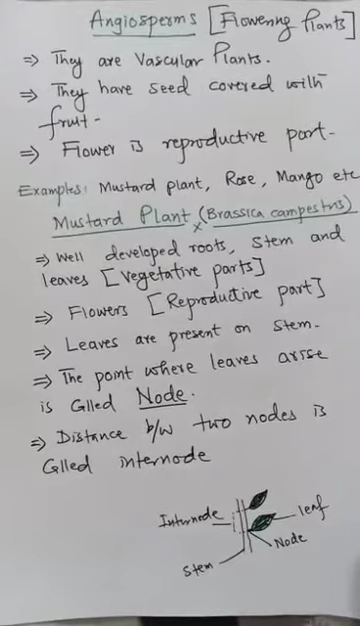 Angiosperms [Flowering Plants]
⇒ They are Vascular Plants.
⇒ They have seed covered with
fruit.
⇒ Flower is reproductive part.
Examples: Mustard plant, Rose, Mango etc
Mustard Plant (Brassica campestris)
⇒ Well developed roots, stem and
leaves [Vegetative parts]
⇒ Flowers [Reproductive part]
⇒ Leaves are present on stem.
⇒ The point where leaves arise
is Called Node.
⇒ Distance b/w two nodes is
Called internode
Internode
leaf
Node
Stem